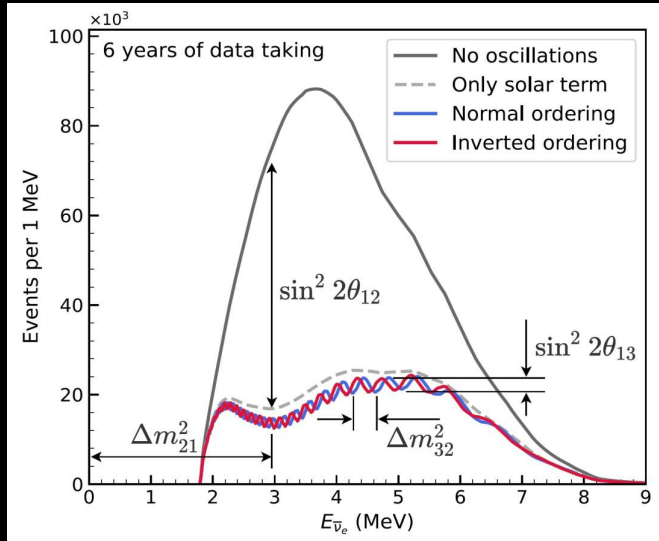 ×10³
100
80
60
40
20
0
Events per 1 MeV
6 years of data taking
No oscillations
Only solar term
Normal ordering
Inverted ordering
sin² 2θ₁₂
sin² 2θ₁₃
Δm²₂₁
Δm²₃₂
0 1 2 3 4 5 6 7 8 9
E_ν̅ₑ (MeV)